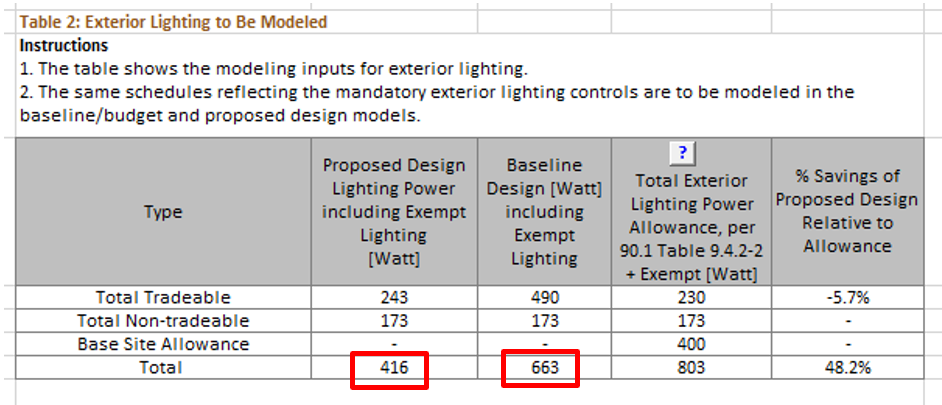 Table 2: Exterior Lighting to Be Modeled
Instructions
1. The table shows the modeling inputs for exterior lighting.
2. The same schedules reflecting the mandatory exterior lighting controls are to be modeled in the
baseline/budget and proposed design models.
Type
Proposed Design
Lighting Power
including Exempt
Lighting
[Watt]
Baseline
Design [Watt]
including
Exempt
Lighting
?
Total Exterior
Lighting Power
Allowance, per
90.1 Table 9.4.2-2
+ Exempt [Watt]
% Savings of
Proposed Design
Relative to
Allowance
Total Tradeable 243 490 230 -5.7%
Total Non-tradeable 173 173 173 -
Base Site Allowance - - 400 -
Total 416 663 803 48.2%